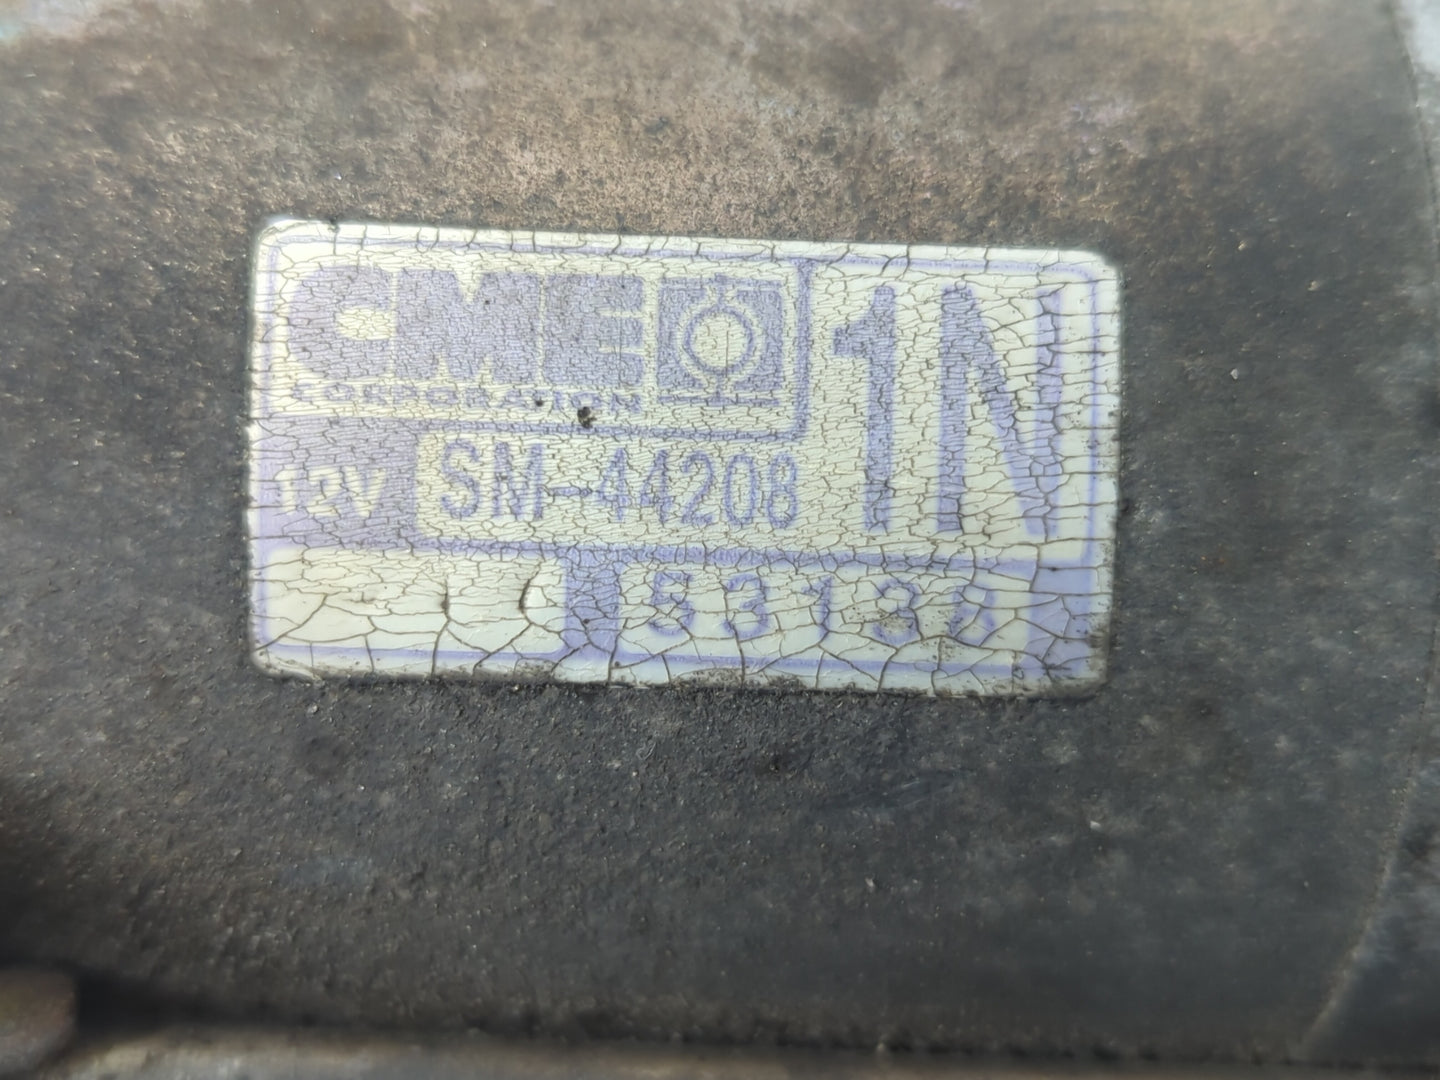 CME
CORPORATION
1N
12V SM-44208
53138